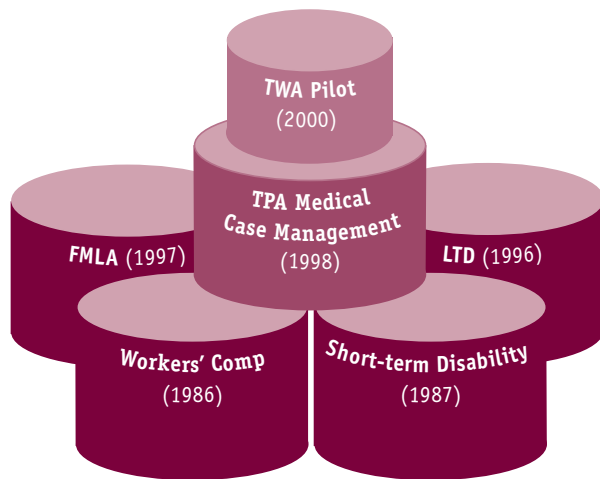 TWA Pilot
(2000)
TPA Medical
Case Management
(1998)
FMLA (1997)
LTD (1996)
Workers’ Comp
(1986)
Short-term Disability
(1987)